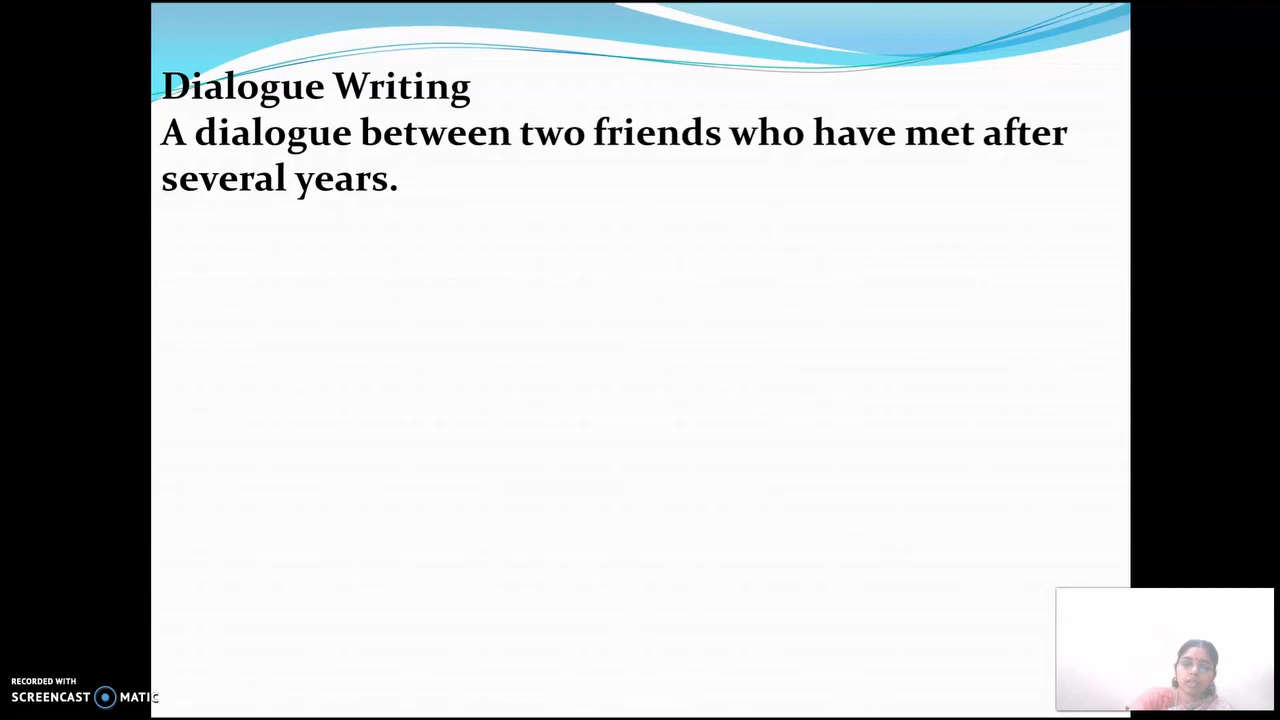 Dialogue Writing
A dialogue between two friends who have met after
several years.
RECORDED WITH
SCREENCAST MATIC